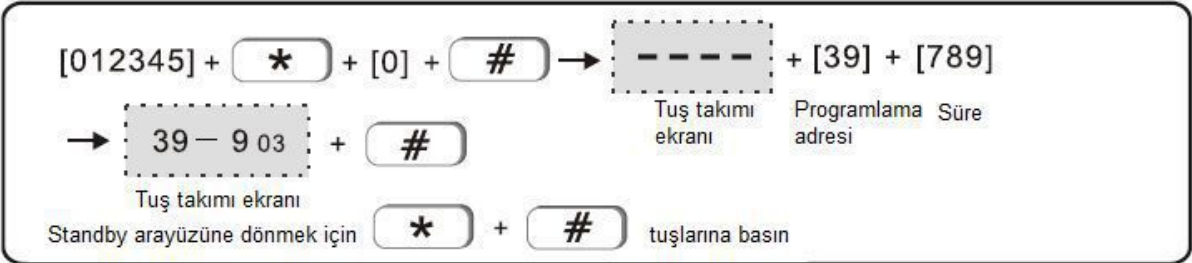 [012345] + * + [0] + # → – – – – + [39] + [789]
Tuş takımı ekranı Programlama adresi Süre
→ 39 — 9 03 + #
Tuş takımı ekranı
Standby arayüzüne dönmek için * + # tuşlarına basın